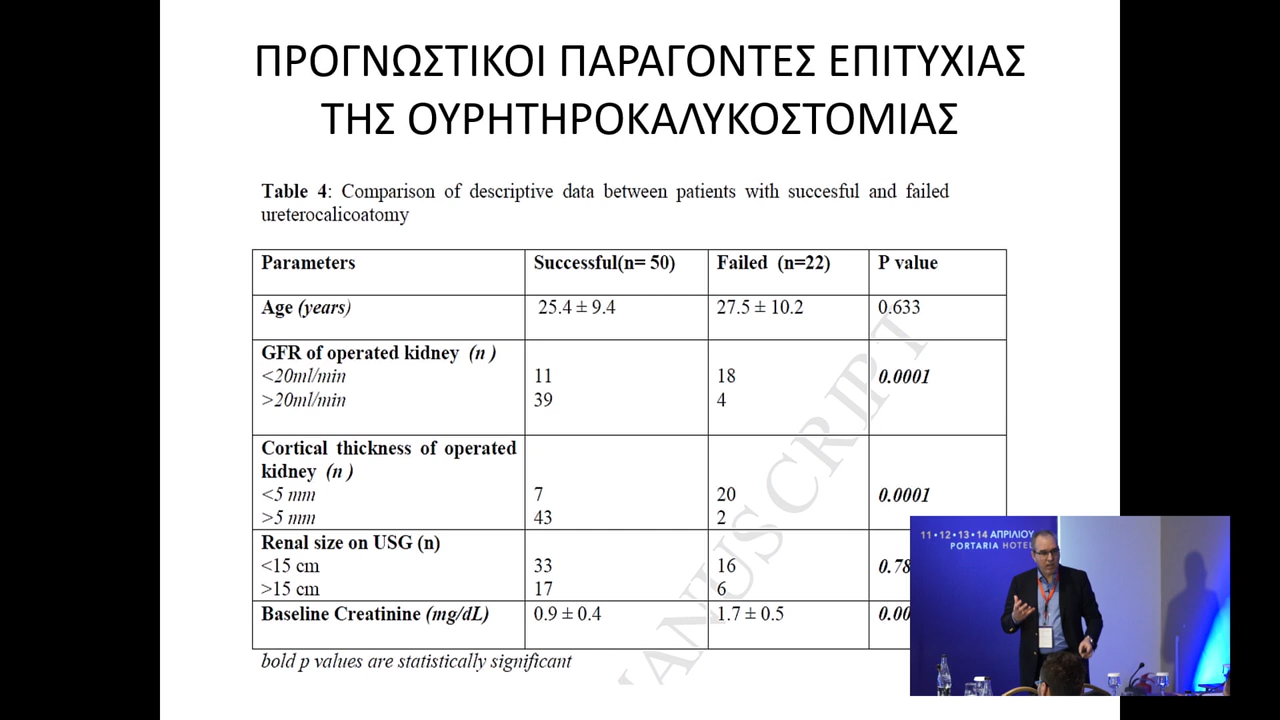 ΠΡΟΓΝΩΣΤΙΚΟΙ ΠΑΡΑΓΟΝΤΕΣ ΕΠΙΤΥΧΙΑΣ
ΤΗΣ ΟΥΡΗΤΗΡΟΚΑΛΥΚΟΣΤΟΜΙΑΣ
Table 4: Comparison of descriptive data between patients with succesful and failed
ureterocalicoatomy
Parameters Successful(n= 50) Failed (n=22) P value
Age (years) 25.4 ± 9.4 27.5 ± 10.2 0.633
GFR of operated kidney (n )
<20ml/min 11 18 0.0001
>20ml/min 39 4
Cortical thickness of operated
kidney (n )
<5 mm 7 20 0.0001
>5 mm 43 2
Renal size on USG (n)
<15 cm 33 16 0.78
>15 cm 17 6
Baseline Creatinine (mg/dL) 0.9 ± 0.4 1.7 ± 0.5 0.00
bold p values are statistically significant
MANUSCRIPT
11•12•13•14 ΑΠΡΙΛΙΟΥ
PORTARIA HOTEL